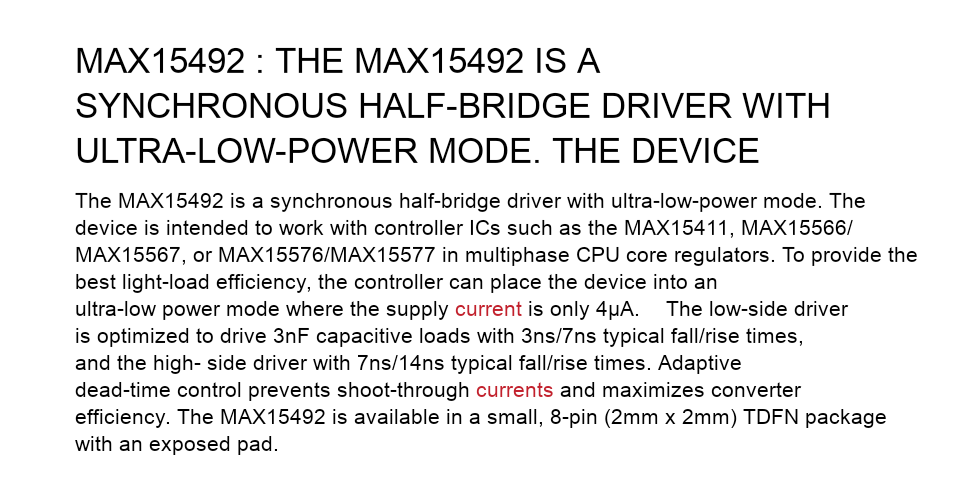 MAX15492 : THE MAX15492 IS A
SYNCHRONOUS HALF-BRIDGE DRIVER WITH
ULTRA-LOW-POWER MODE. THE DEVICE
The MAX15492 is a synchronous half-bridge driver with ultra-low-power mode. The
device is intended to work with controller ICs such as the MAX15411, MAX15566/
MAX15567, or MAX15576/MAX15577 in multiphase CPU core regulators. To provide the
best light-load efficiency, the controller can place the device into an
ultra-low power mode where the supply current is only 4μA. The low-side driver
is optimized to drive 3nF capacitive loads with 3ns/7ns typical fall/rise times,
and the high- side driver with 7ns/14ns typical fall/rise times. Adaptive
dead-time control prevents shoot-through currents and maximizes converter
efficiency. The MAX15492 is available in a small, 8-pin (2mm x 2mm) TDFN package
with an exposed pad.